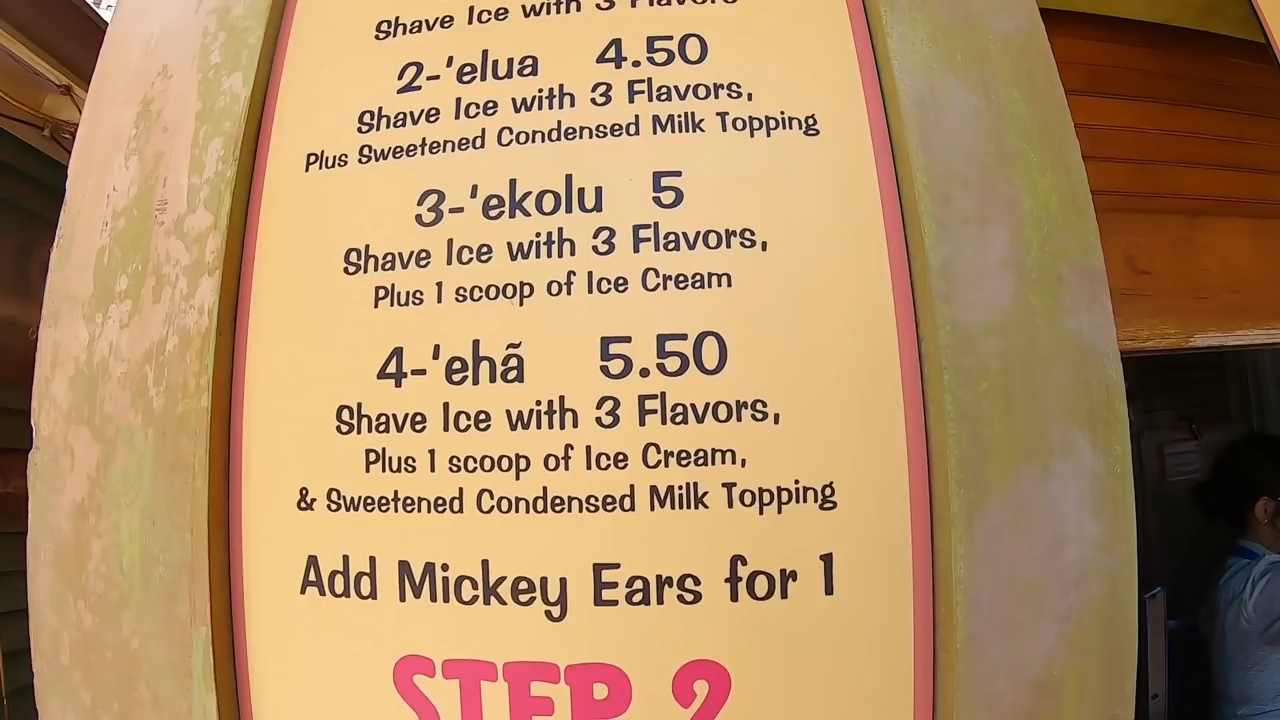 Shave Ice with 3 Flavors
2-'elua 4.50
Shave Ice with 3 Flavors,
Plus Sweetened Condensed Milk Topping
3-'ekolu 5
Shave Ice with 3 Flavors,
Plus 1 scoop of Ice Cream
4-'ehã 5.50
Shave Ice with 3 Flavors,
Plus 1 scoop of Ice Cream,
& Sweetened Condensed Milk Topping
Add Mickey Ears for 1
STEP 2